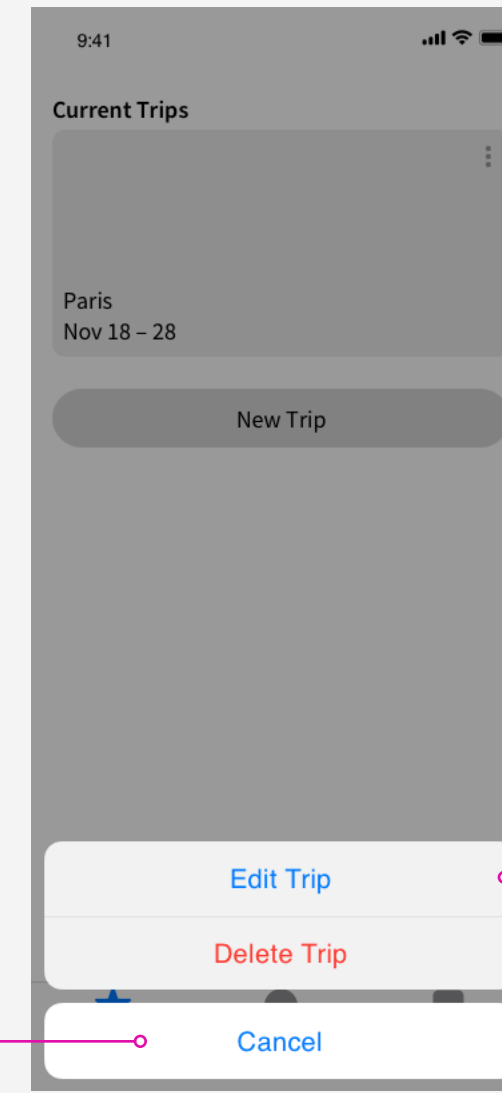 9:41
Current Trips
Paris
Nov 18 – 28
New Trip
Edit Trip
Delete Trip
Cancel